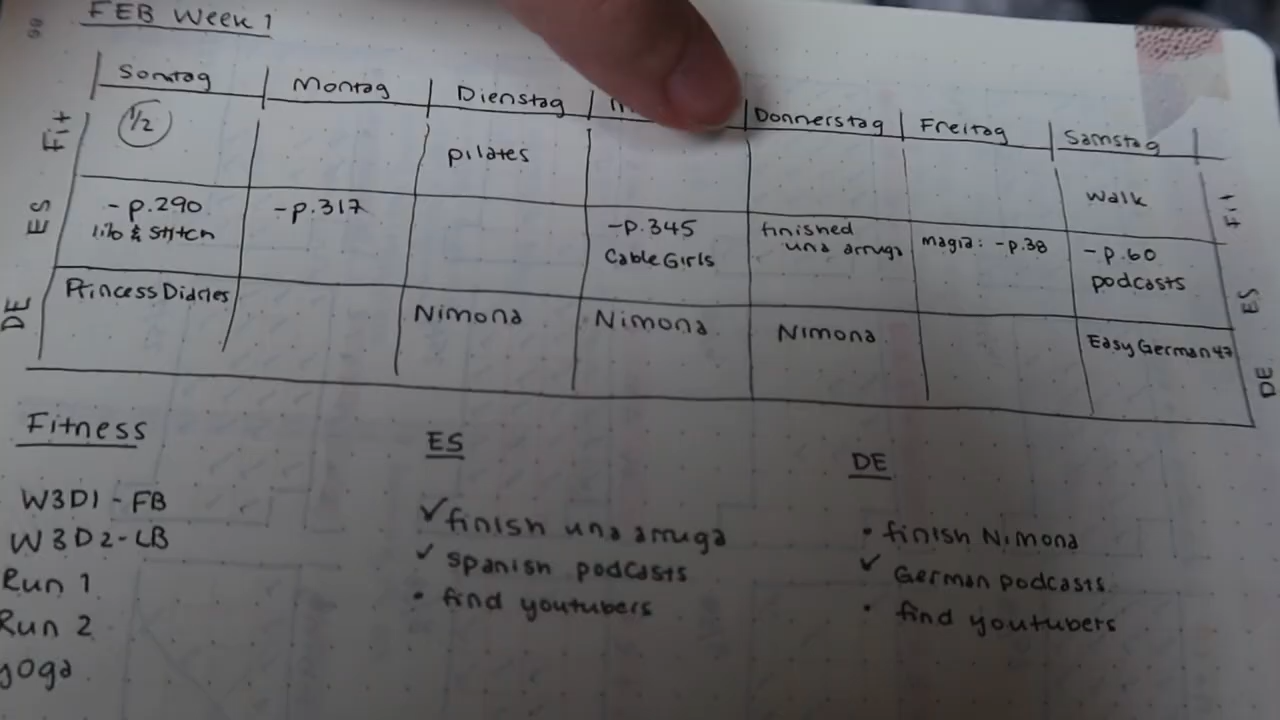 FEB Week 1
Sontag Montag Dienstag Donnerstag Freitag Samstag
Fit 1/2 pilates walk Fit
ES -p.290 -p.317 -p.345 finished magia: -p.38 -p.60 ES
lilo & stitch Cable Girls una arruga podcasts
DE Princess Diaries Nimona Nimona Nimona Easy German 47 DE
Fitness
W3D1 - FB
W3D2 - LB
Run 1
Run 2
yoga
ES
✓ finish una arruga
✓ spanish podcasts
• find youtubers
DE
• finish Nimona
✓ German podcasts
• find youtubers